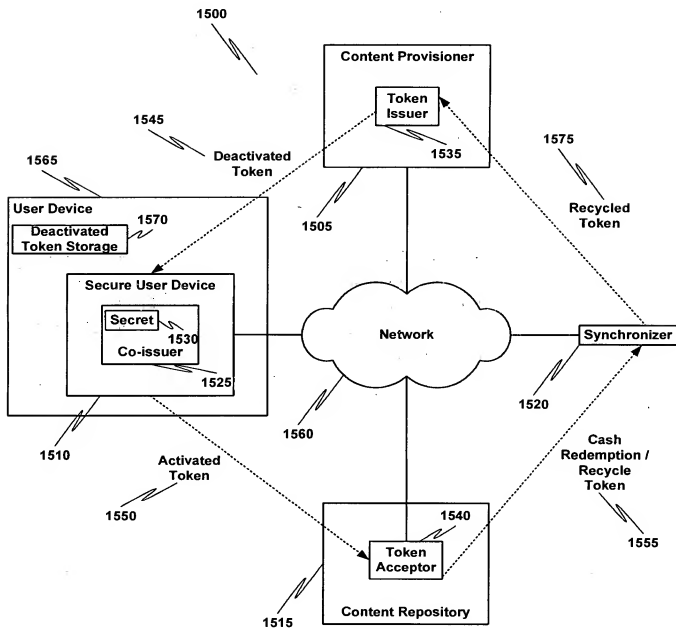 1500
Content Provisioner
Token
Issuer
1535
1545
Deactivated
Token
1575
1565
1505
Recycled
Token
User Device
1570
Deactivated
Token Storage
Secure User Device
Secret
1530
Co-issuer
1525
Network
Synchronizer
1510
1560
1520
Activated
Token
1550
Cash
Redemption /
Recycle
Token
1540
Token
Acceptor
1555
1515
Content Repository